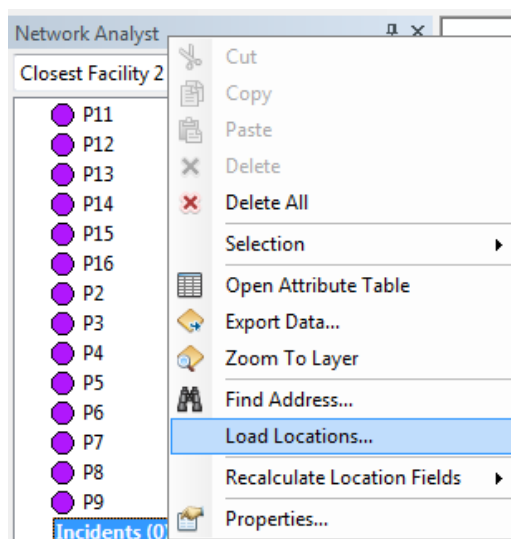 Network Analyst
Closest Facility 2
P11
P12
P13
P14
P15
P16
P2
P3
P4
P5
P6
P7
P8
P9
Incidents (0)
Cut
Copy
Paste
Delete
Delete All
Selection
Open Attribute Table
Export Data...
Zoom To Layer
Find Address...
Load Locations...
Recalculate Location Fields
Properties...